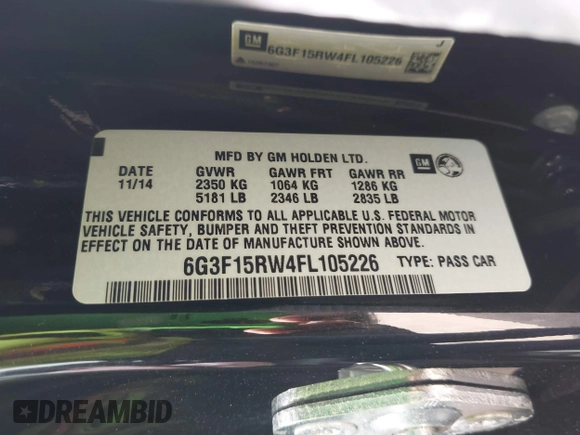 GM
6G3F15RW4FL105226
J
MFD BY GM HOLDEN LTD.
GM
DATE GVWR GAWR FRT GAWR RR
11/14 2350 KG 1064 KG 1286 KG
5181 LB 2346 LB 2835 LB
THIS VEHICLE CONFORMS TO ALL APPLICABLE U.S. FEDERAL MOTOR
VEHICLE SAFETY, BUMPER AND THEFT PREVENTION STANDARDS IN
EFFECT ON THE DATE OF MANUFACTURE SHOWN ABOVE.
6G3F15RW4FL105226 TYPE: PASS CAR
DREAMBID